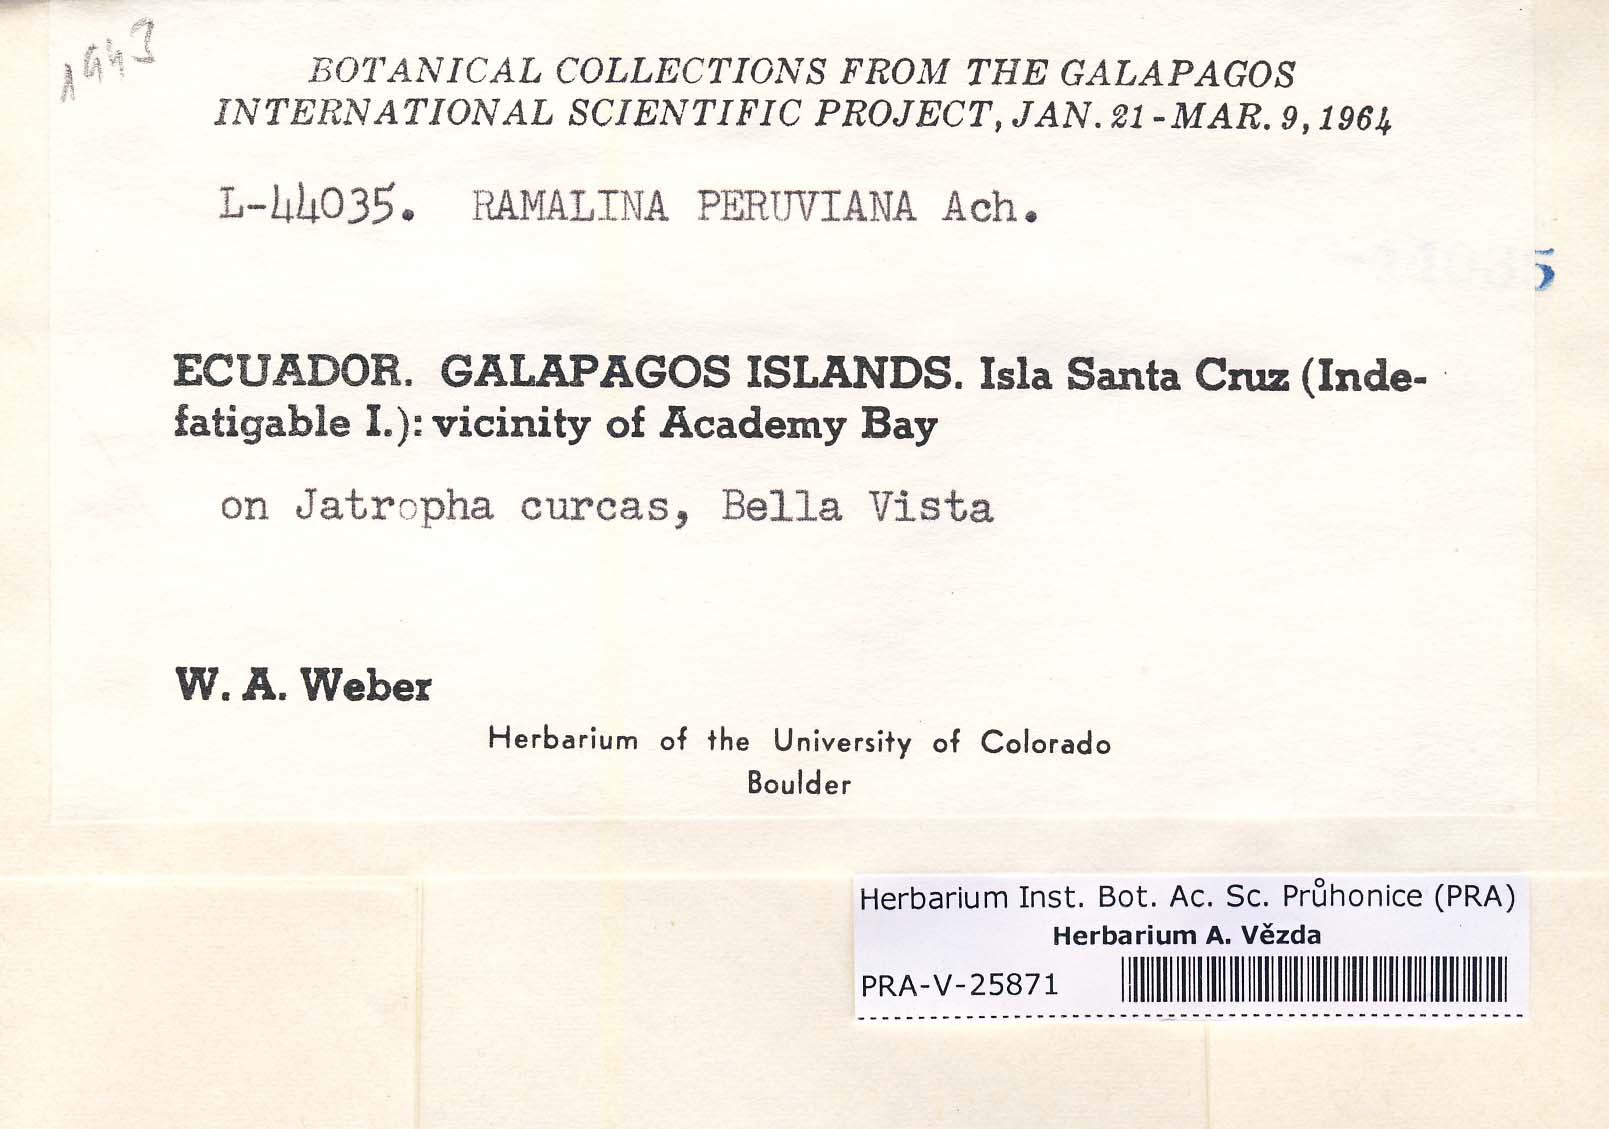 BOTANICAL COLLECTIONS FROM THE GALAPAGOS
INTERNATIONAL SCIENTIFIC PROJECT, JAN. 21 - MAR. 9, 1964
L-44035. RAMALINA PERUVIANA Ach.
5
ECUADOR. GALAPAGOS ISLANDS. Isla Santa Cruz (Inde-
fatigable I.): vicinity of Academy Bay
on Jatropha curcas, Bella Vista
W. A. Weber
Herbarium of the University of Colorado
Boulder
Herbarium Inst. Bot. Ac. Sc. Průhonice (PRA)
Herbarium A. Vězda
PRA-V-25871